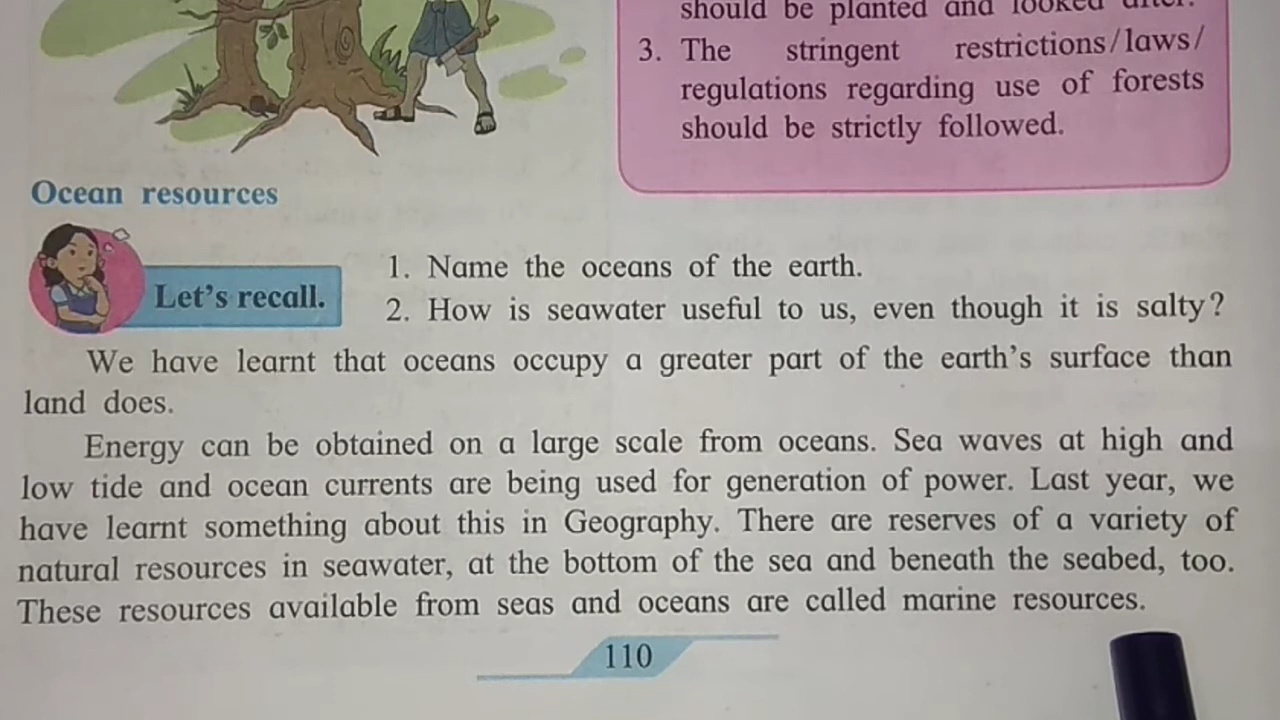 should be planted and looked after.
3. The stringent restrictions/laws/
regulations regarding use of forests
should be strictly followed.
Ocean resources
Let's recall.
1. Name the oceans of the earth.
2. How is seawater useful to us, even though it is salty?
We have learnt that oceans occupy a greater part of the earth's surface than
land does.
Energy can be obtained on a large scale from oceans. Sea waves at high and
low tide and ocean currents are being used for generation of power. Last year, we
have learnt something about this in Geography. There are reserves of a variety of
natural resources in seawater, at the bottom of the sea and beneath the seabed, too.
These resources available from seas and oceans are called marine resources.
110